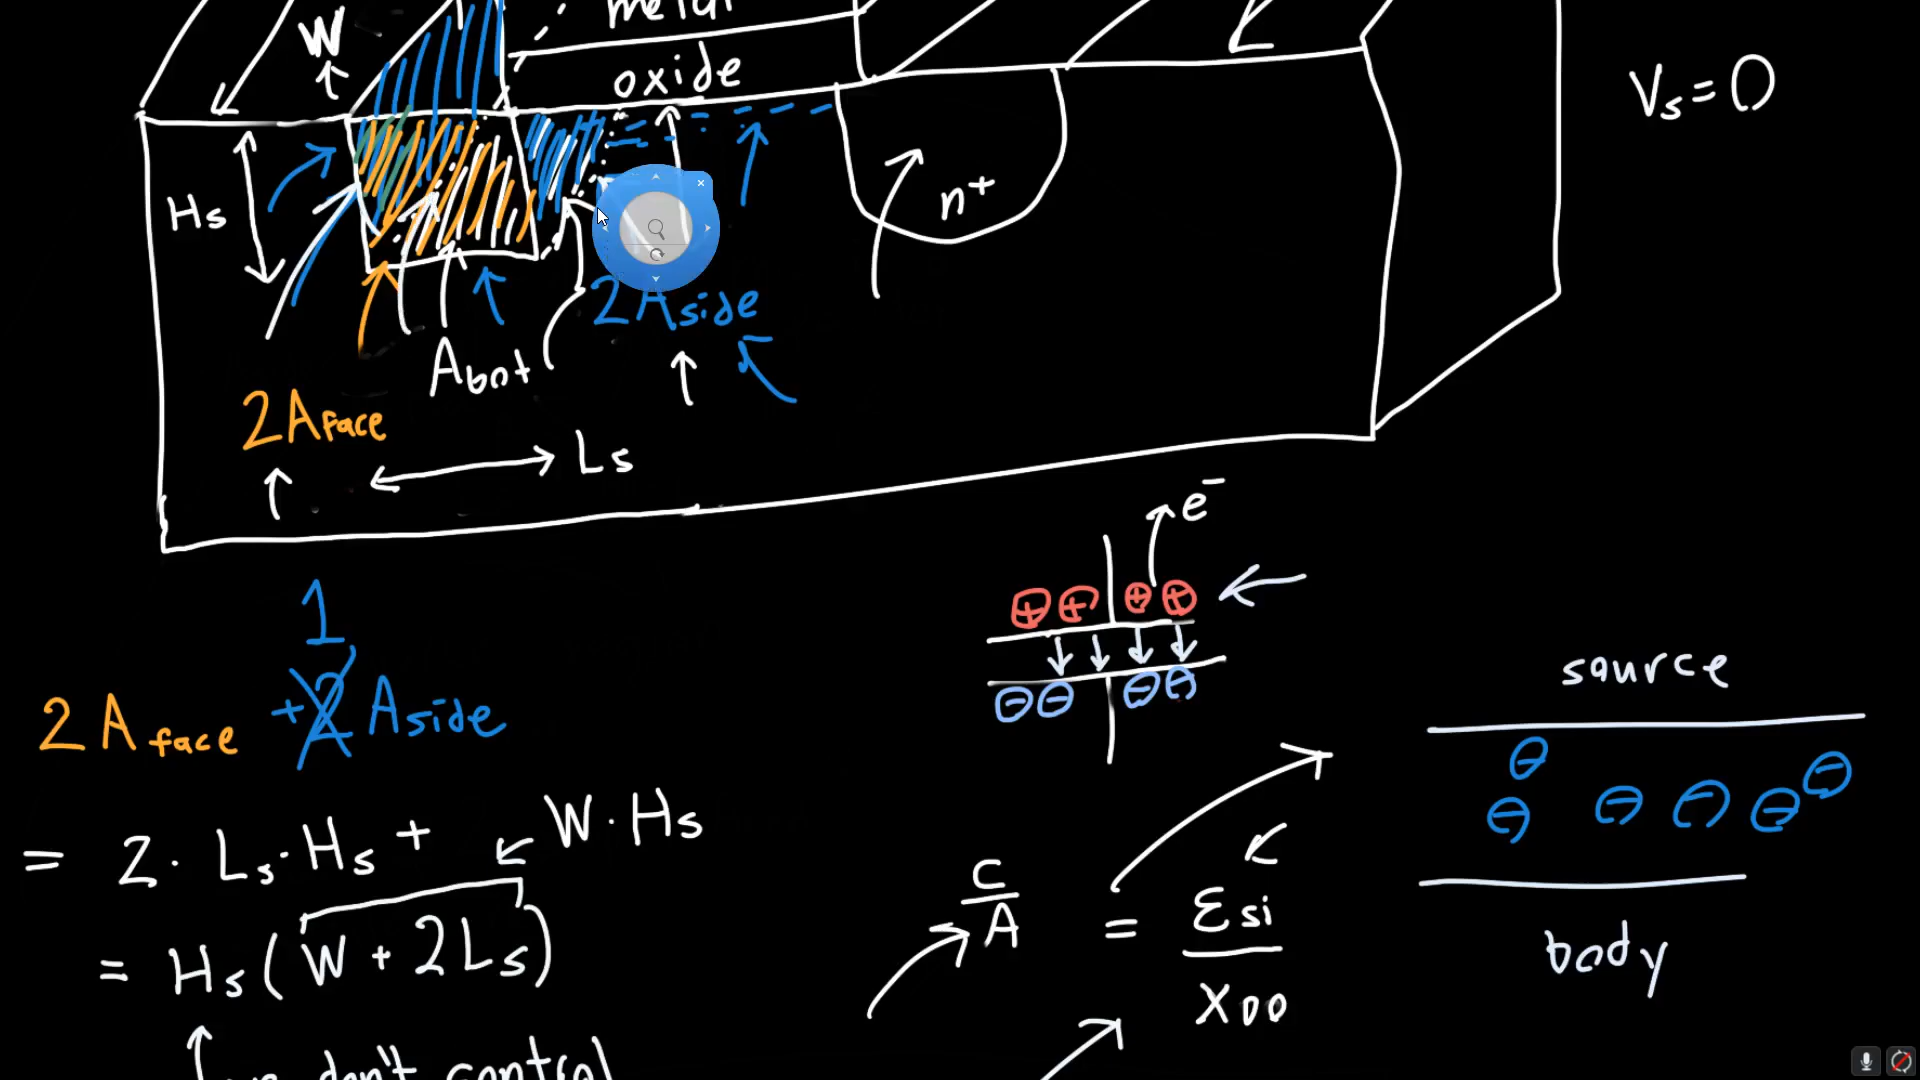 metal
W
oxide
Vs = 0
Hs
n+
2Aside
Abot
2Aface
Ls
e-
1
2Aface +2 Aside
source
= 2·Ls·Hs + W·Hs
C/A = εsi/XDO
= Hs(W + 2Ls)
body
don't control